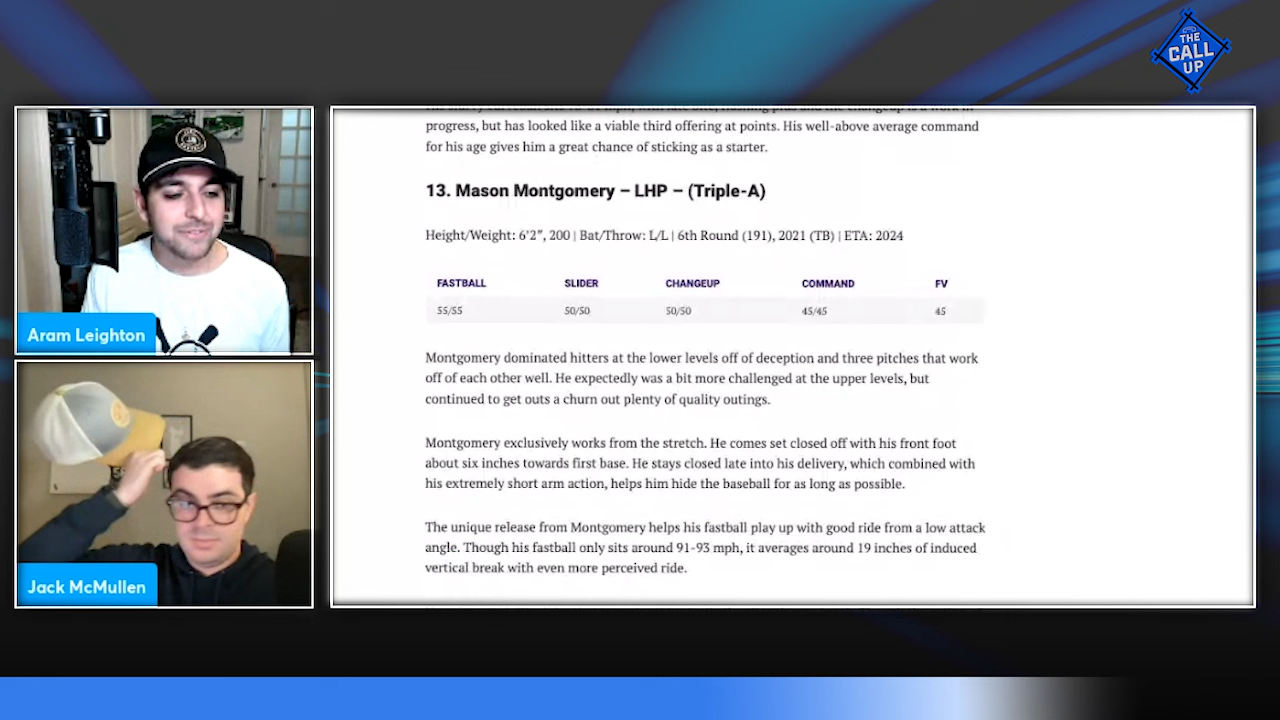 THE
CALL
UP
progress, but has looked like a viable third offering at points. His well-above average command
for his age gives him a great chance of sticking as a starter.
13. Mason Montgomery – LHP – (Triple-A)
Height/Weight: 6'2″, 200 | Bat/Throw: L/L | 6th Round (191), 2021 (TB) | ETA: 2024
FASTBALL SLIDER CHANGEUP COMMAND FV
55/55 50/50 50/50 45/45 45
Montgomery dominated hitters at the lower levels off of deception and three pitches that work
off of each other well. He expectedly was a bit more challenged at the upper levels, but
continued to get outs a churn out plenty of quality outings.
Montgomery exclusively works from the stretch. He comes set closed off with his front foot
about six inches towards first base. He stays closed late into his delivery, which combined with
his extremely short arm action, helps him hide the baseball for as long as possible.
The unique release from Montgomery helps his fastball play up with good ride from a low attack
angle. Though his fastball only sits around 91-93 mph, it averages around 19 inches of induced
vertical break with even more perceived ride.
Aram Leighton
Jack McMullen